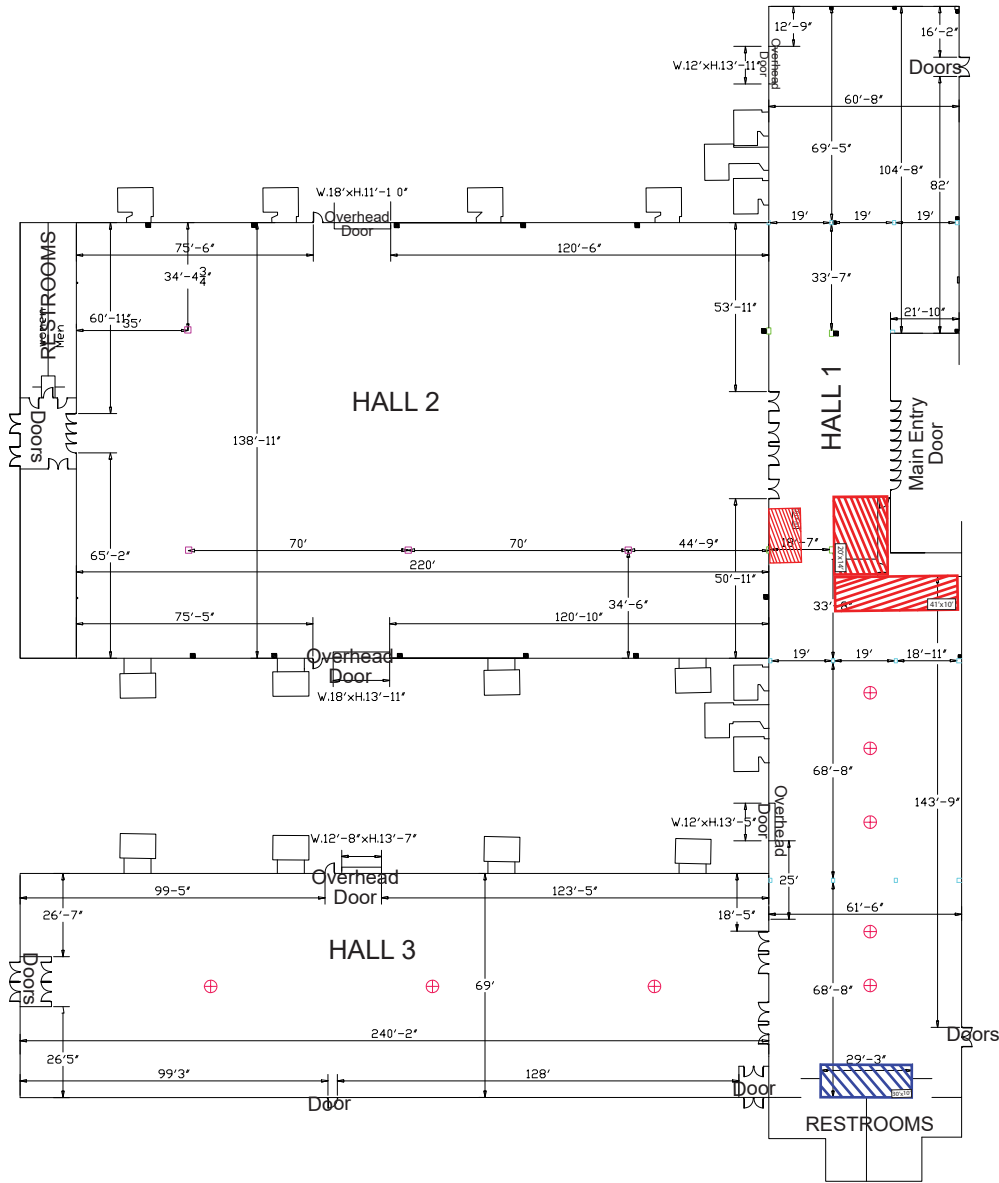 12′-9″
16′-2″
Overhead
Door
W.12′xH.13′-11″
Doors
60′-8″
69′-5″
104′-8″
82′
W.18′xH.11′-1 0″
Overhead
Door
19′
19′
19′
75′-6″
120′-6″
34′-4 3/4″
33′-7″
RESTROOMS
Men
60′-11″
35′
53′-11″
21′-10″
HALL 2
HALL 1
Main Entry
Door
Doors
138′-11″
65′-2″
70′
70′
44′-9″
18′-7″
20'x14'
220′
50′-11″
34′-6″
33′-8″
41'x10'
75′-5″
120′-10″
Overhead
Door
W.18′xH.13′-11″
19′
19′
18′-11″
68′-8″
143′-9″
W.12′xH.13′-5″
Overhead
Door
W.12′-8″xH.13′-7″
Overhead
Door
99′-5″
123′-5″
25′
26′-7″
18′-5″
61′-6″
HALL 3
Doors
69′
68′-8″
240′-2″
Doors
26′5″
29′-3″
99′3″
128′
30'x10'
Door
Door
RESTROOMS